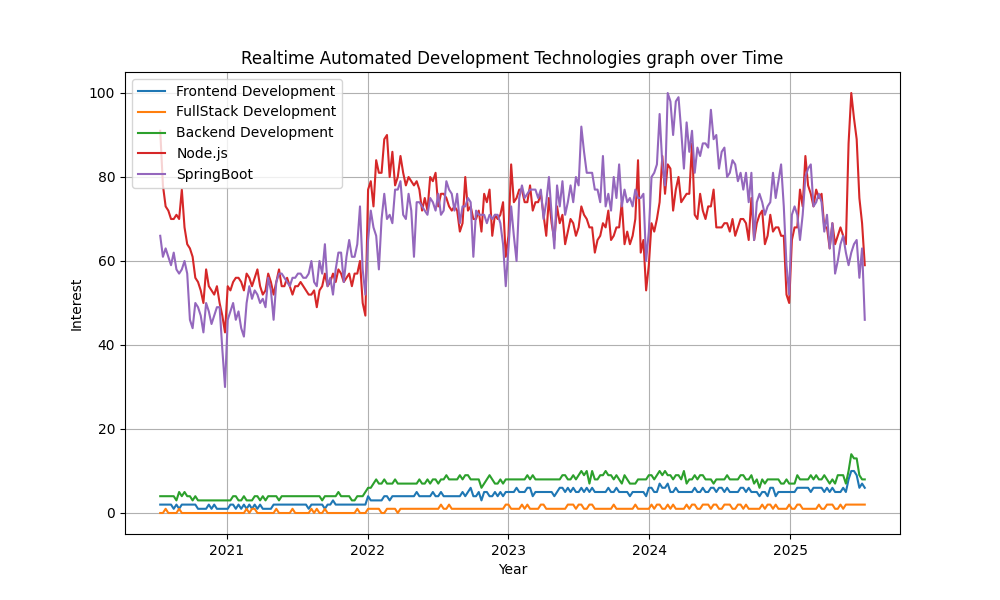 Realtime Automated Development Technologies graph over Time
Frontend Development
FullStack Development
Backend Development
Node.js
SpringBoot
100
80
60
40
20
0
Interest
2021
2022
2023
2024
2025
Year